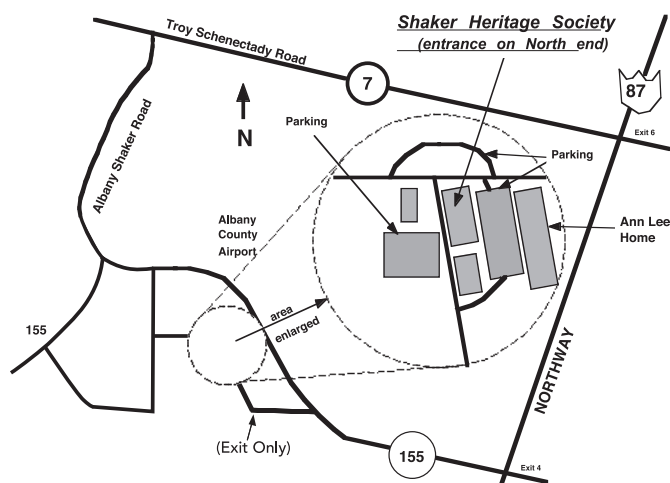 Shaker Heritage Society
(entrance on North end)
Troy Schenectady Road
7
87
N
Exit 6
Parking
Parking
Albany Shaker Road
Albany
County
Airport
Ann Lee
Home
area
enlarged
155
NORTHWAY
(Exit Only)
155
Exit 4